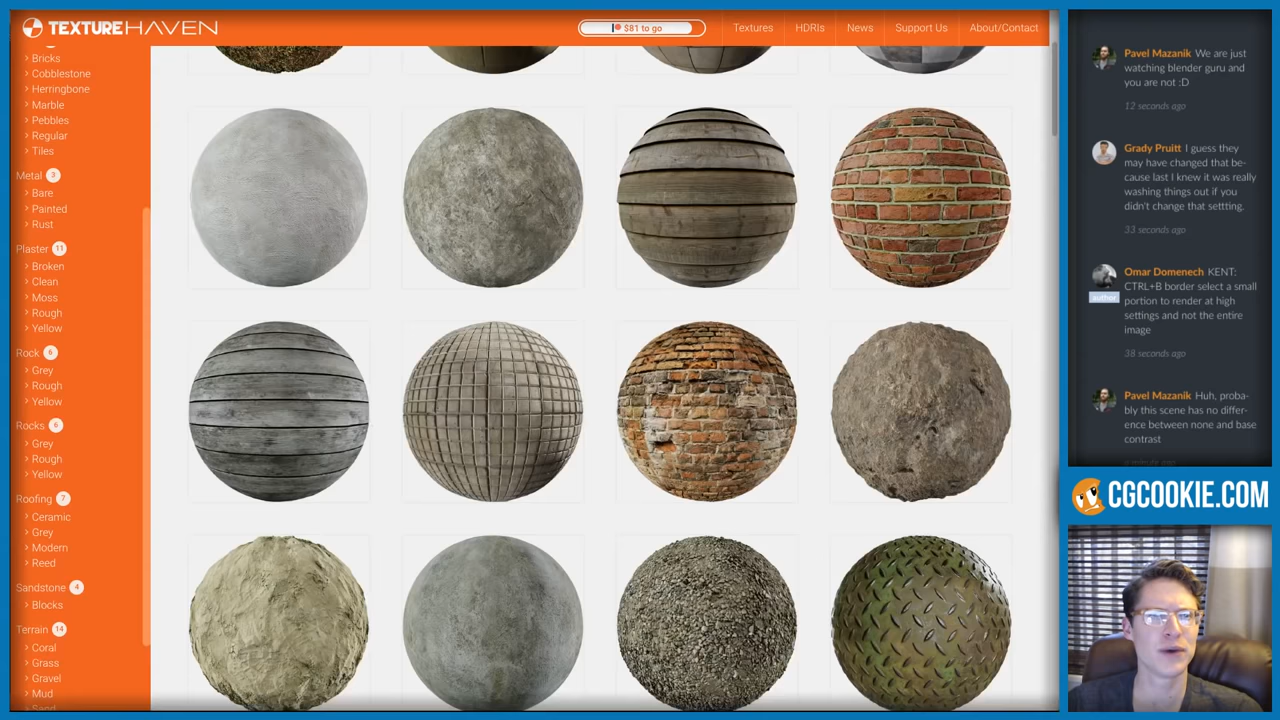 TEXTUREHAVEN
$81 to go
Textures
HDRIs
News
Support Us
About/Contact
Bricks
Cobblestone
Herringbone
Marble
Pebbles
Regular
Tiles
Metal 3
Bare
Painted
Rust
Plaster 11
Broken
Clean
Moss
Rough
Yellow
Rock 6
Grey
Rough
Yellow
Rocks 6
Grey
Rough
Yellow
Roofing 7
Ceramic
Grey
Modern
Reed
Sandstone 4
Blocks
Terrain 14
Coral
Grass
Gravel
Mud
Sand
Pavel Mazanik We are just
watching blender guru and
you are not :D
12 seconds ago
Grady Pruitt I guess they
may have changed that be-
cause last I knew it was really
washing things out if you
didn't change that settting.
33 seconds ago
Omar Domenech KENT:
author
CTRL+B border select a small
portion to render at high
settings and not the entire
image
38 seconds ago
Pavel Mazanik Huh, proba-
bly this scene has no differ-
ence between none and base
contrast
a minute ago
CGCOOKIE.COM